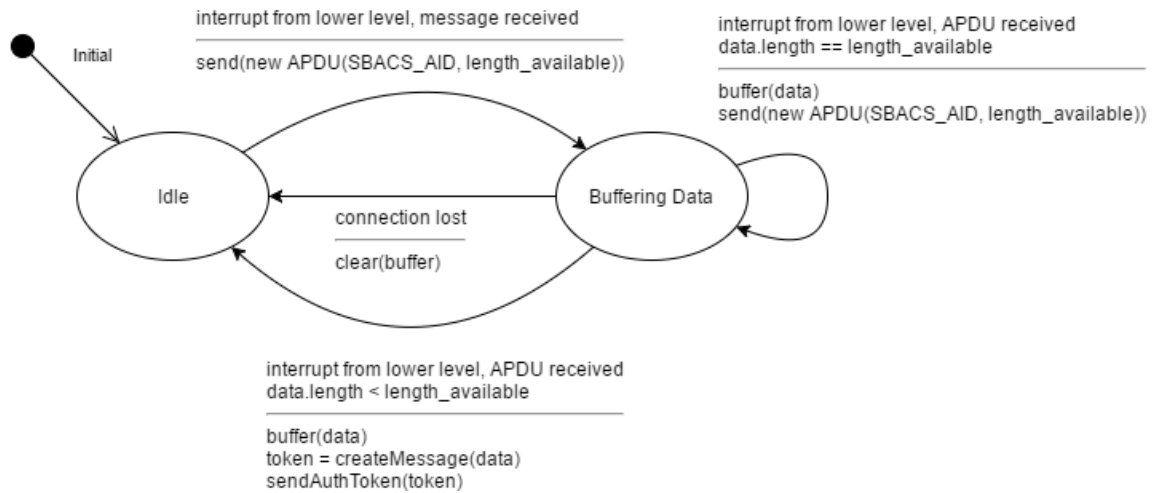 interrupt from lower level, message received
send(new APDU(SBACS_AID, length_available))
Initial
interrupt from lower level, APDU received
data.length == length_available
buffer(data)
send(new APDU(SBACS_AID, length_available))
Idle
Buffering Data
connection lost
clear(buffer)
interrupt from lower level, APDU received
data.length < length_available
buffer(data)
token = createMessage(data)
sendAuthToken(token)